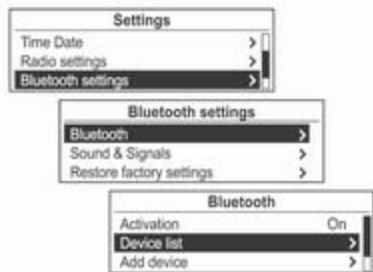 Settings
Time Date >
Radio settings >
Bluetooth settings >
Bluetooth settings
Bluetooth >
Sound & Signals >
Restore factory settings >
Bluetooth
Activation On
Device list >
Add device >